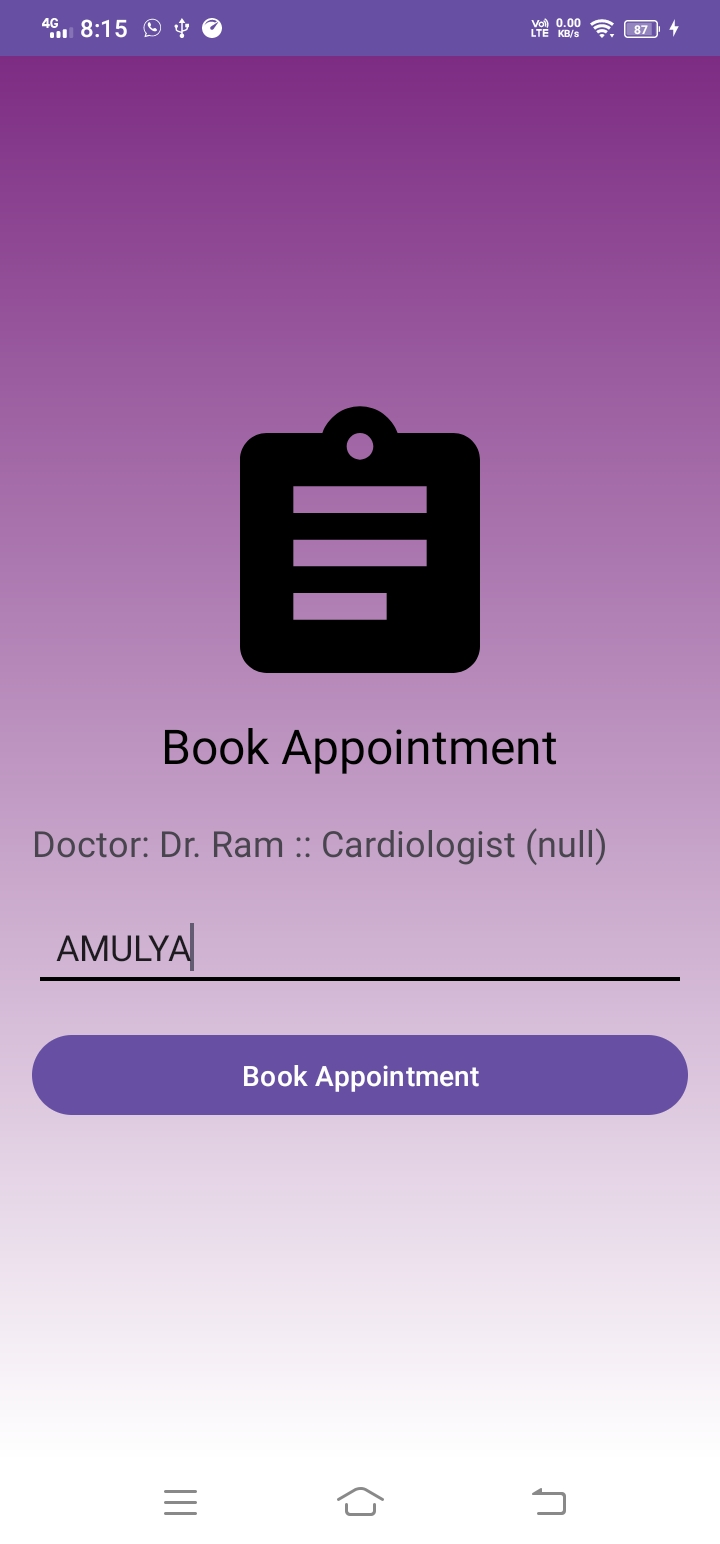 4G 8:15 Vo) LTE 0.00 KB/s 87
Book Appointment
Doctor: Dr. Ram :: Cardiologist (null)
AMULYA
Book Appointment